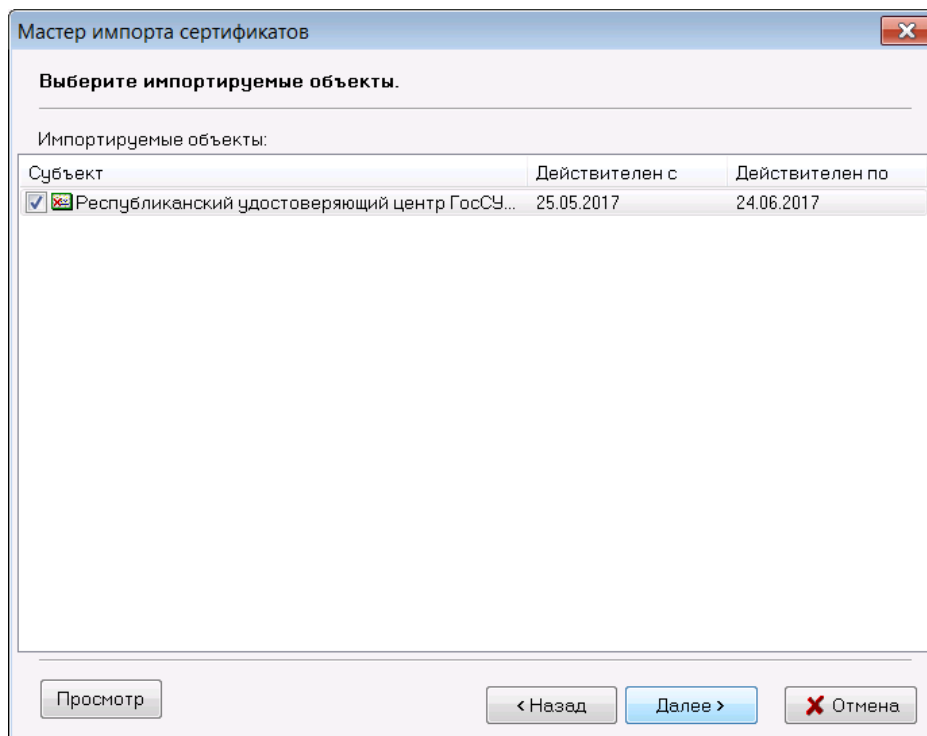 Мастер импорта сертификатов
Выберите импортируемые объекты.
Импортируемые объекты:
Субъект Действителен с Действителен по
Республиканский удостоверяющий центр ГосСУ... 25.05.2017 24.06.2017
Просмотр < Назад Далее > Отмена